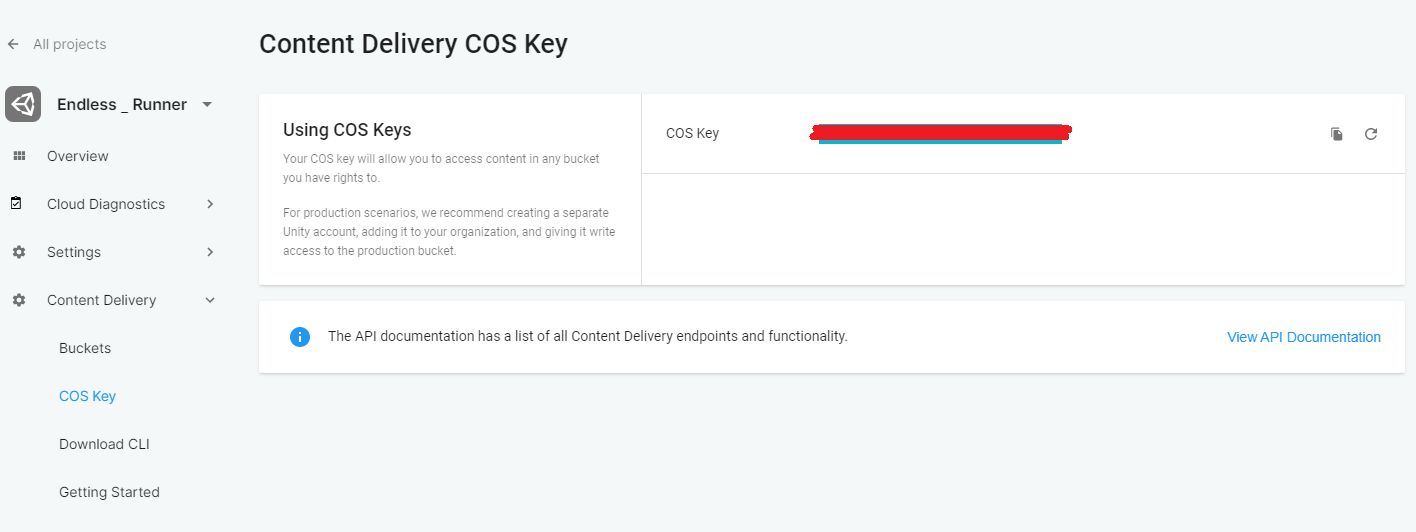 All projects
Endless _ Runner
Overview
Cloud Diagnostics
Settings
Content Delivery
Buckets
COS Key
Download CLI
Getting Started
Content Delivery COS Key
Using COS Keys
Your COS key will allow you to access content in any bucket
you have rights to.
For production scenarios, we recommend creating a separate
Unity account, adding it to your organization, and giving it write
access to the production bucket.
COS Key
The API documentation has a list of all Content Delivery endpoints and functionality.
View API Documentation